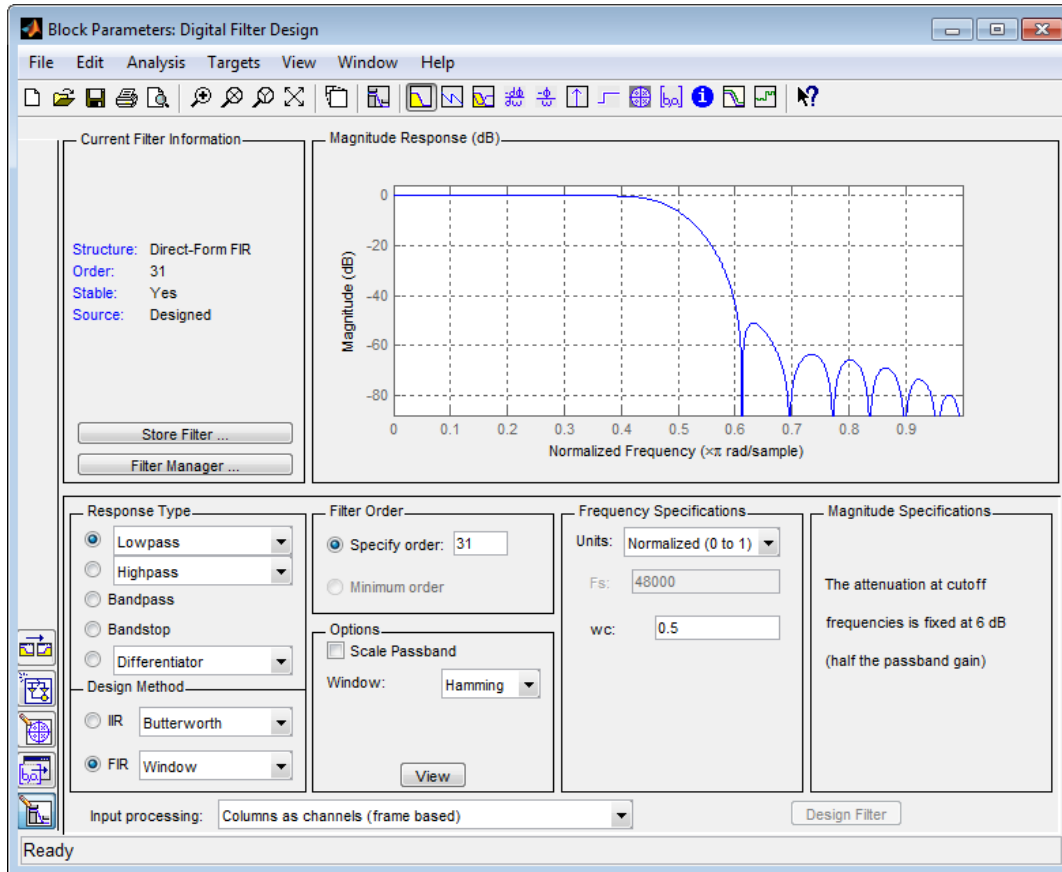 Block Parameters: Digital Filter Design
File Edit Analysis Targets View Window Help
Current Filter Information
Structure: Direct-Form FIR
Order: 31
Stable: Yes
Source: Designed
Store Filter ...
Filter Manager ...
Magnitude Response (dB)
Magnitude (dB)
0
-20
-40
-60
-80
0 0.1 0.2 0.3 0.4 0.5 0.6 0.7 0.8 0.9
Normalized Frequency (×π rad/sample)
Response Type
Lowpass
Highpass
Bandpass
Bandstop
Differentiator
Design Method
IIR Butterworth
FIR Window
Filter Order
Specify order: 31
Minimum order
Options
Scale Passband
Window: Hamming
View
Frequency Specifications
Units: Normalized (0 to 1)
Fs: 48000
wc: 0.5
Magnitude Specifications
The attenuation at cutoff
frequencies is fixed at 6 dB
(half the passband gain)
Input processing: Columns as channels (frame based)
Design Filter
Ready